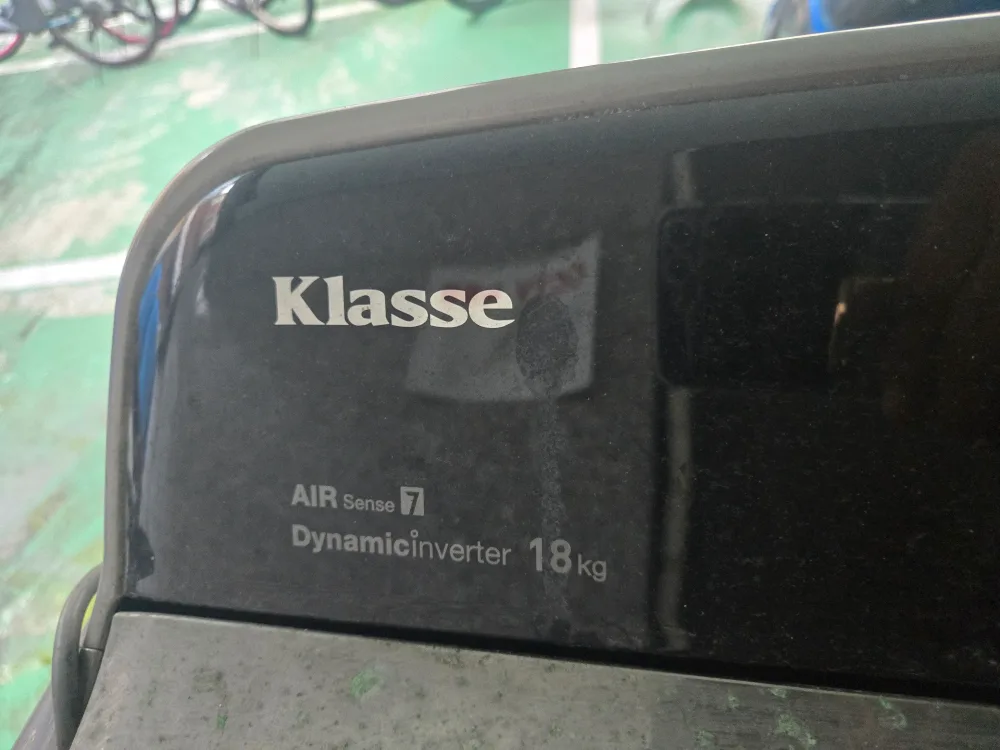 Klasse
AIR Sense 7
Dynamicinverter 18kg